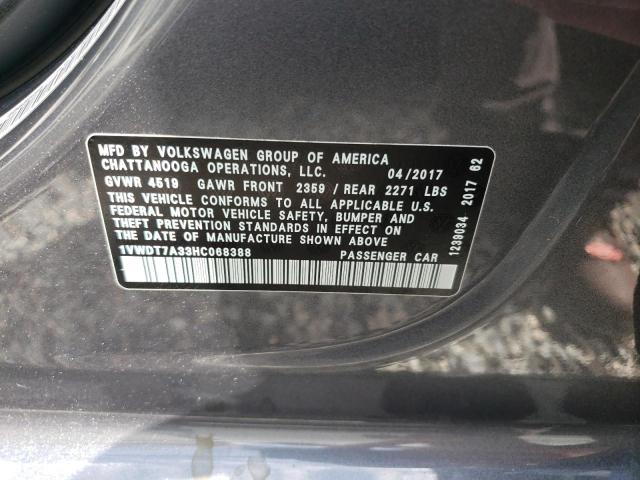 MFD BY VOLKSWAGEN GROUP OF AMERICA
CHATTANOOGA OPERATIONS, LLC. 04/2017
GVWR 4519 GAWR FRONT 2359 / REAR 2271 LBS
THIS VEHICLE CONFORMS TO ALL APPLICABLE U.S.
FEDERAL MOTOR VEHICLE SAFETY, BUMPER AND
THEFT PREVENTION STANDARDS IN EFFECT ON
THE DATE OF MANUFACTURE SHOWN ABOVE
1VWDT7A33HC068388 PASSENGER CAR
1239034 2017 62